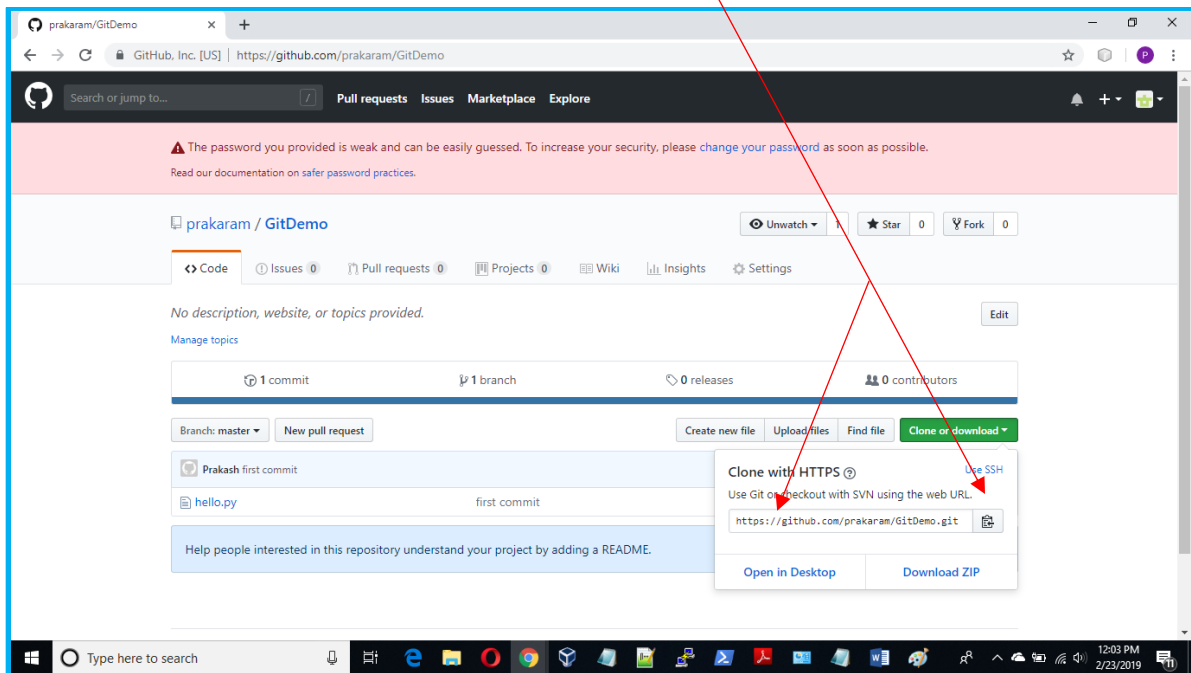 prakaram/GitDemo
GitHub, Inc. [US] | https://github.com/prakaram/GitDemo
P
Search or jump to... / Pull requests Issues Marketplace Explore
The password you provided is weak and can be easily guessed. To increase your security, please change your password as soon as possible.
Read our documentation on safer password practices.
prakaram / GitDemo Unwatch 1 Star 0 Fork 0
Code Issues 0 Pull requests 0 Projects 0 Wiki Insights Settings
No description, website, or topics provided. Edit
Manage topics
1 commit 1 branch 0 releases 0 contributors
Branch: master New pull request Create new file Upload files Find file Clone or download
Prakash first commit
hello.py first commit
Help people interested in this repository understand your project by adding a README.
Clone with HTTPS Use SSH
Use Git or checkout with SVN using the web URL.
https://github.com/prakaram/GitDemo.git
Open in Desktop Download ZIP
Type here to search 12:03 PM
2/23/2019 11